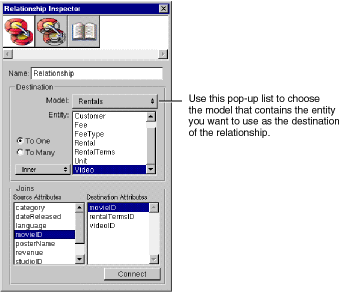 Relationship Inspector
Name: Relationship
Destination
Model: Rentals
Use this pop-up list to choose
the model that contains the entity
you want to use as the destination
of the relationship.
Entity:
Customer
Fee
FeeType
Rental
RentalTerms
Unit
Video
To One
To Many
Inner
Joins
Source Attributes
Destination Attributes
category
dateReleased
language
movieID
posterName
revenue
studioID
movieID
rentalTermsID
videoID
Connect